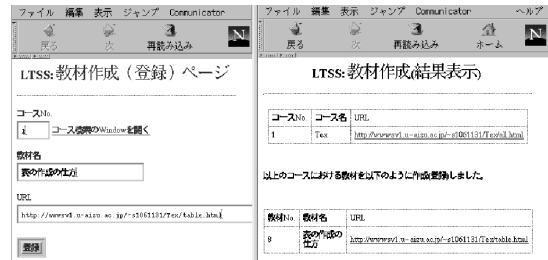 ファイル 編集 表示 ジャンプ Communicator
戻る 次 再読み込み
N
LTSS:教材作成（登録）ページ
コースNo.
1 コース検索のWindowを開く
教材名
表の作成の仕方
URL
http://wwwsv1.u-aizu.ac.jp/~s1061131/Tex/table.html
登録
ファイル 編集 表示 ジャンプ Communicator ヘルプ
戻る 次 再読み込み ホーム
N
LTSS:教材作成(結果表示)
コースNo. コース名 URL
1 Tex http://wwwsv1.u-aizu.ac.jp/~s1061131/Tex/all.html
以上のコースにおける教材を以下のように作成(登録)しました。
教材No. 教材名 URL
8 表の作成の仕方 http://wwwsv1.u-aizu.ac.jp/~s1061131/Tex/table.html